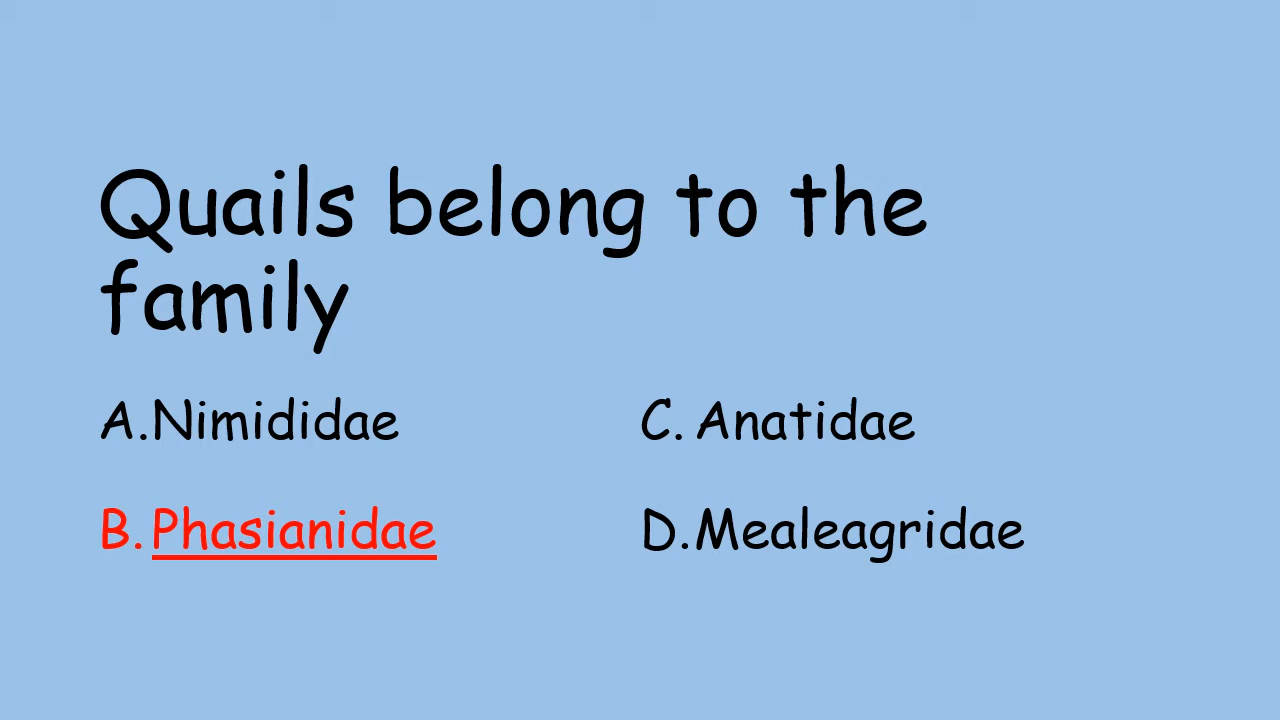 Quails belong to the
family
A.Nimididae
B.Phasianidae
C. Anatidae
D.Mealeagridae